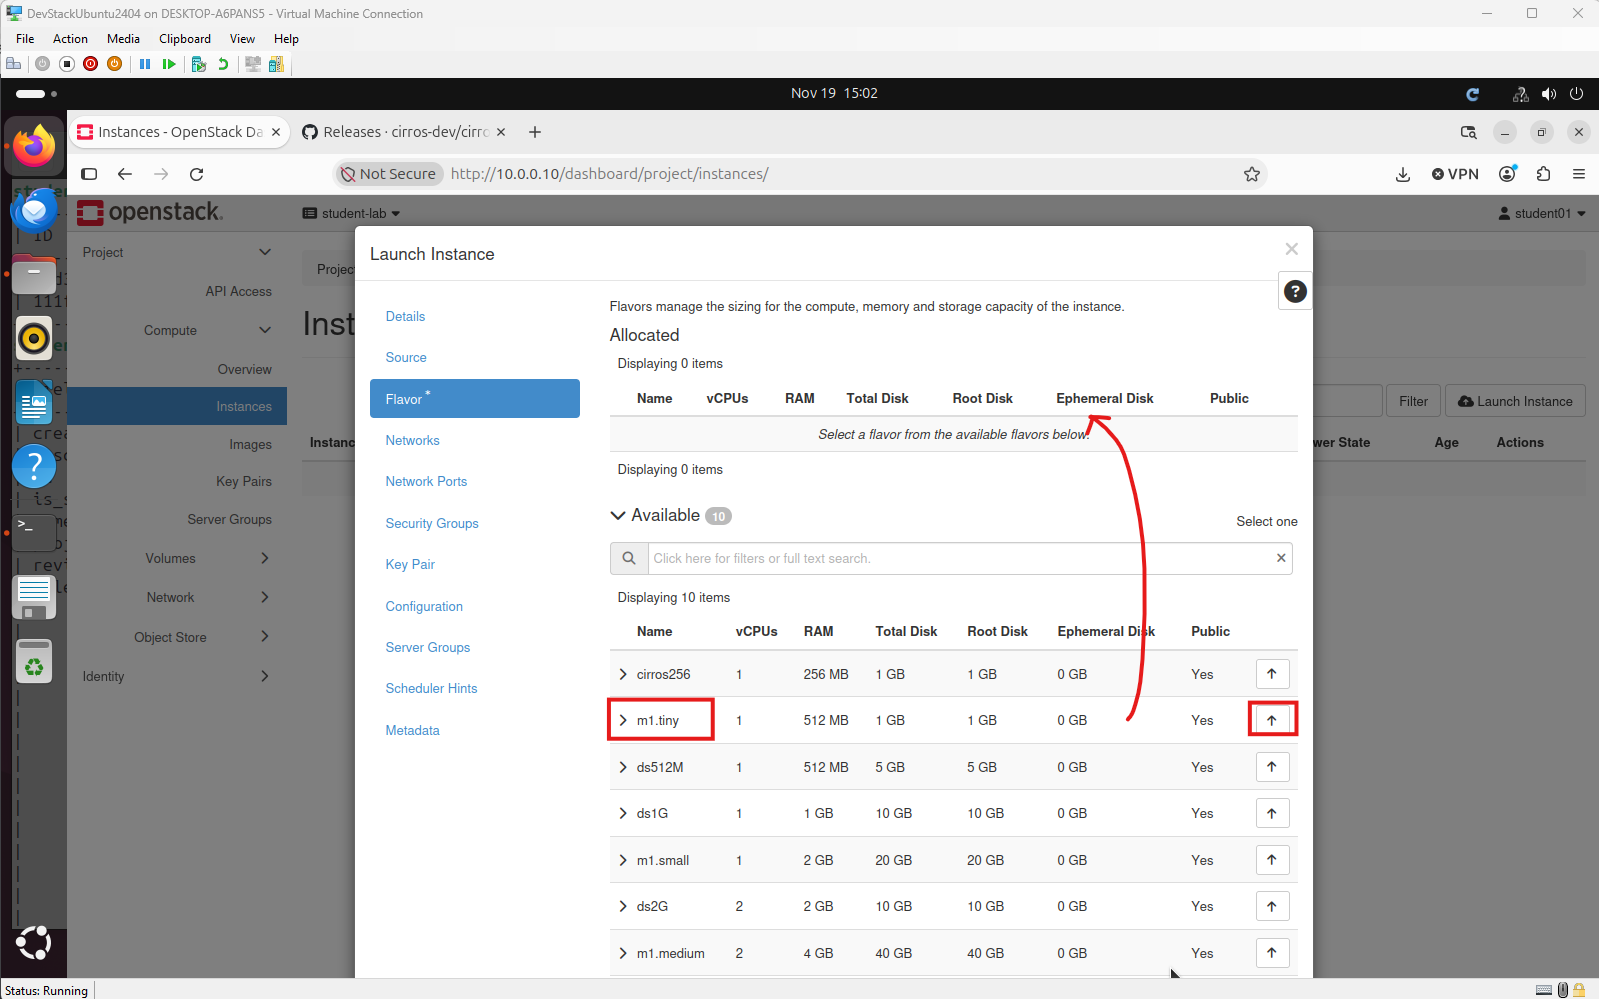 DevStackUbuntu2404 on DESKTOP-A6PANS5 - Virtual Machine Connection
File Action Media Clipboard View Help
Nov 19 15:02
Instances - OpenStack Da
Releases · cirros-dev/cirro
Not Secure http://10.0.0.10/dashboard/project/instances/
VPN
openstack.
student-lab
student01
Project
API Access
Compute
Overview
Instances
Images
Key Pairs
Server Groups
Volumes
Network
Object Store
Identity
Projec
Inst
Filter
Launch Instance
Instanc
wer State Age Actions
Launch Instance
Details
Source
Flavor *
Networks
Network Ports
Security Groups
Key Pair
Configuration
Server Groups
Scheduler Hints
Metadata
Flavors manage the sizing for the compute, memory and storage capacity of the instance.
Allocated
Displaying 0 items
Name vCPUs RAM Total Disk Root Disk Ephemeral Disk Public
Select a flavor from the available flavors below.
Displaying 0 items
Available 10
Select one
Click here for filters or full text search.
Displaying 10 items
Name vCPUs RAM Total Disk Root Disk Ephemeral Disk Public
cirros256 1 256 MB 1 GB 1 GB 0 GB Yes
m1.tiny 1 512 MB 1 GB 1 GB 0 GB Yes
ds512M 1 512 MB 5 GB 5 GB 0 GB Yes
ds1G 1 1 GB 10 GB 10 GB 0 GB Yes
m1.small 1 2 GB 20 GB 20 GB 0 GB Yes
ds2G 2 2 GB 10 GB 10 GB 0 GB Yes
m1.medium 2 4 GB 40 GB 40 GB 0 GB Yes
Status: Running